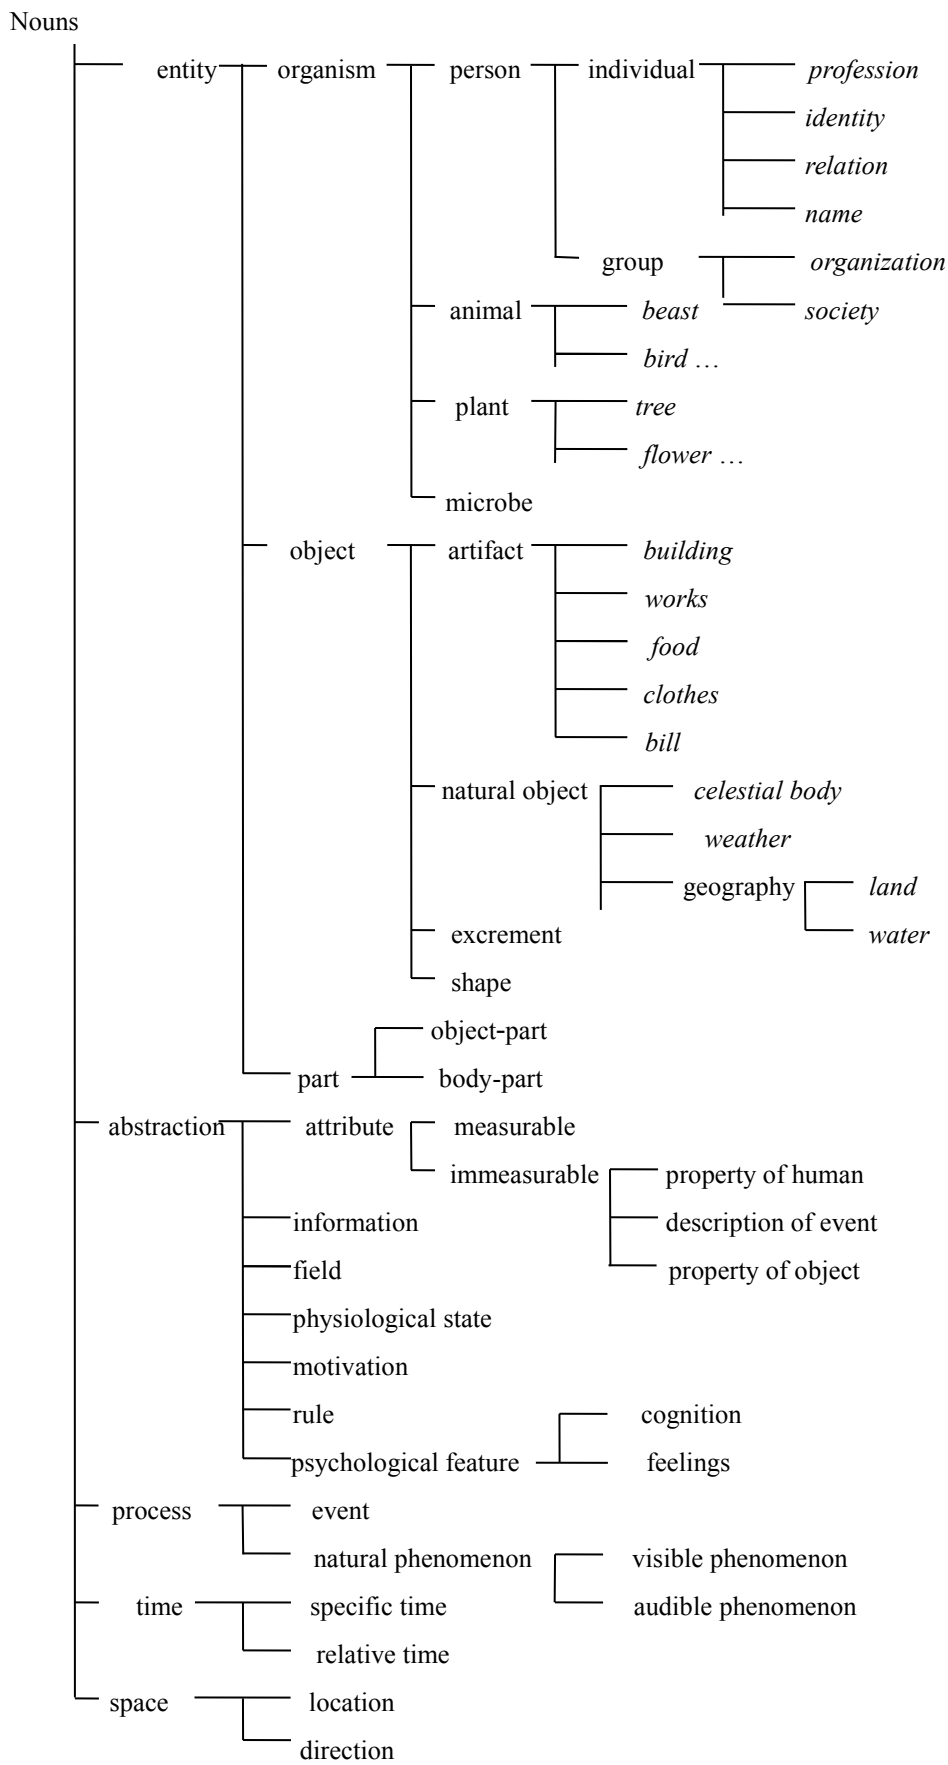 Nouns
entity organism person individual profession
identity
relation
name
group organization
animal beast society
bird …
plant tree
flower …
microbe
object artifact building
works
food
clothes
bill
natural object celestial body
weather
geography land
excrement water
shape
object-part
part body-part
abstraction attribute measurable
immeasurable property of human
information description of event
field property of object
physiological state
motivation
rule cognition
psychological feature feelings
process event
natural phenomenon visible phenomenon
time specific time audible phenomenon
relative time
space location
direction